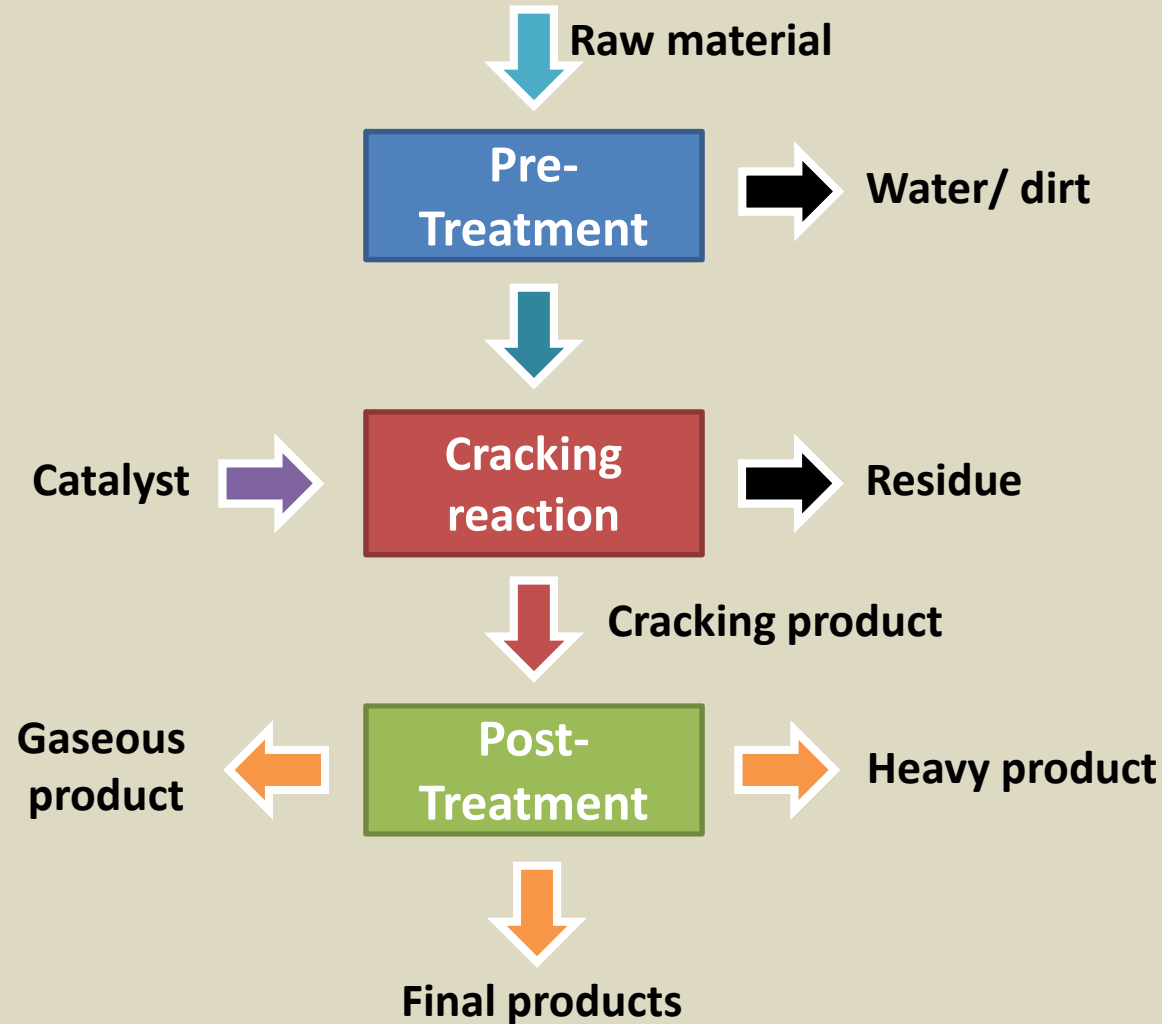 Raw material
Pre-
Treatment
Water/ dirt
Catalyst
Cracking
reaction
Residue
Cracking product
Gaseous
product
Post-
Treatment
Heavy product
Final products